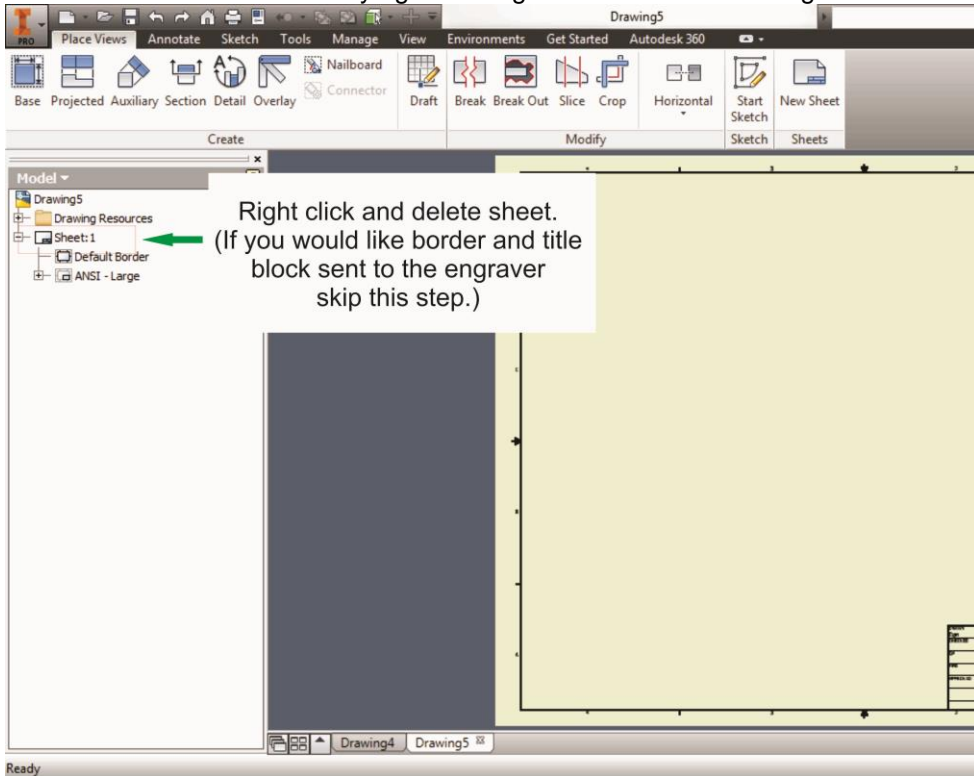 Drawing5
PRO
Place Views Annotate Sketch Tools Manage View Environments Get Started Autodesk 360
Base Projected Auxiliary Section Detail Overlay
Nailboard
Connector
Draft Break Break Out Slice Crop Horizontal
Start Sketch
New Sheet
Create Modify Sketch Sheets
Model
Drawing5
Drawing Resources
Sheet:1
Default Border
ANSI - Large
Right click and delete sheet.
(If you would like border and title
block sent to the engraver
skip this step.)
Drawing4 Drawing5
Ready